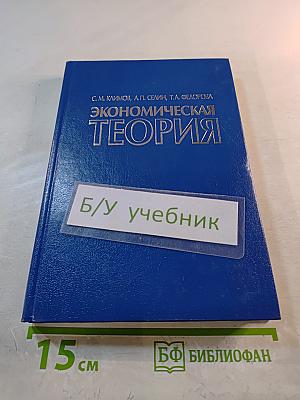 С. М. КЛИМОВ, А. П. СЕЛИН, Т. А. ФЕДОРОВА
ЭКОНОМИЧЕСКАЯ
ТЕОРИЯ
Б/У учебник
15 см
БФ БИБЛИОФАН